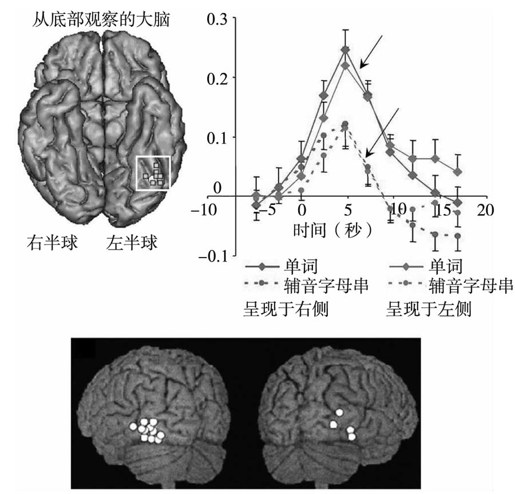 从底部观察的大脑
右半球 左半球
0.3
0.2
0.1
0
-0.1
-10 -5 0 5 10 15 20
时间（秒）
单词 单词
辅音字母串 辅音字母串
呈现于右侧 呈现于左侧